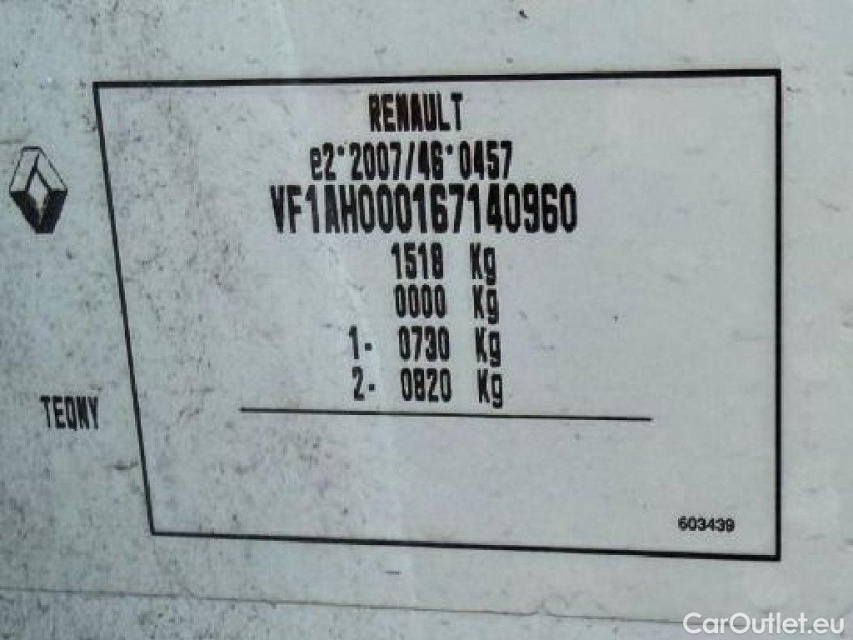 RENAULT
e2*2007/46*0457
VF1AH000167140960
1518 Kg
0000 Kg
1- 0730 Kg
2- 0820 Kg
TEQNY
603439
CarOutlet.eu